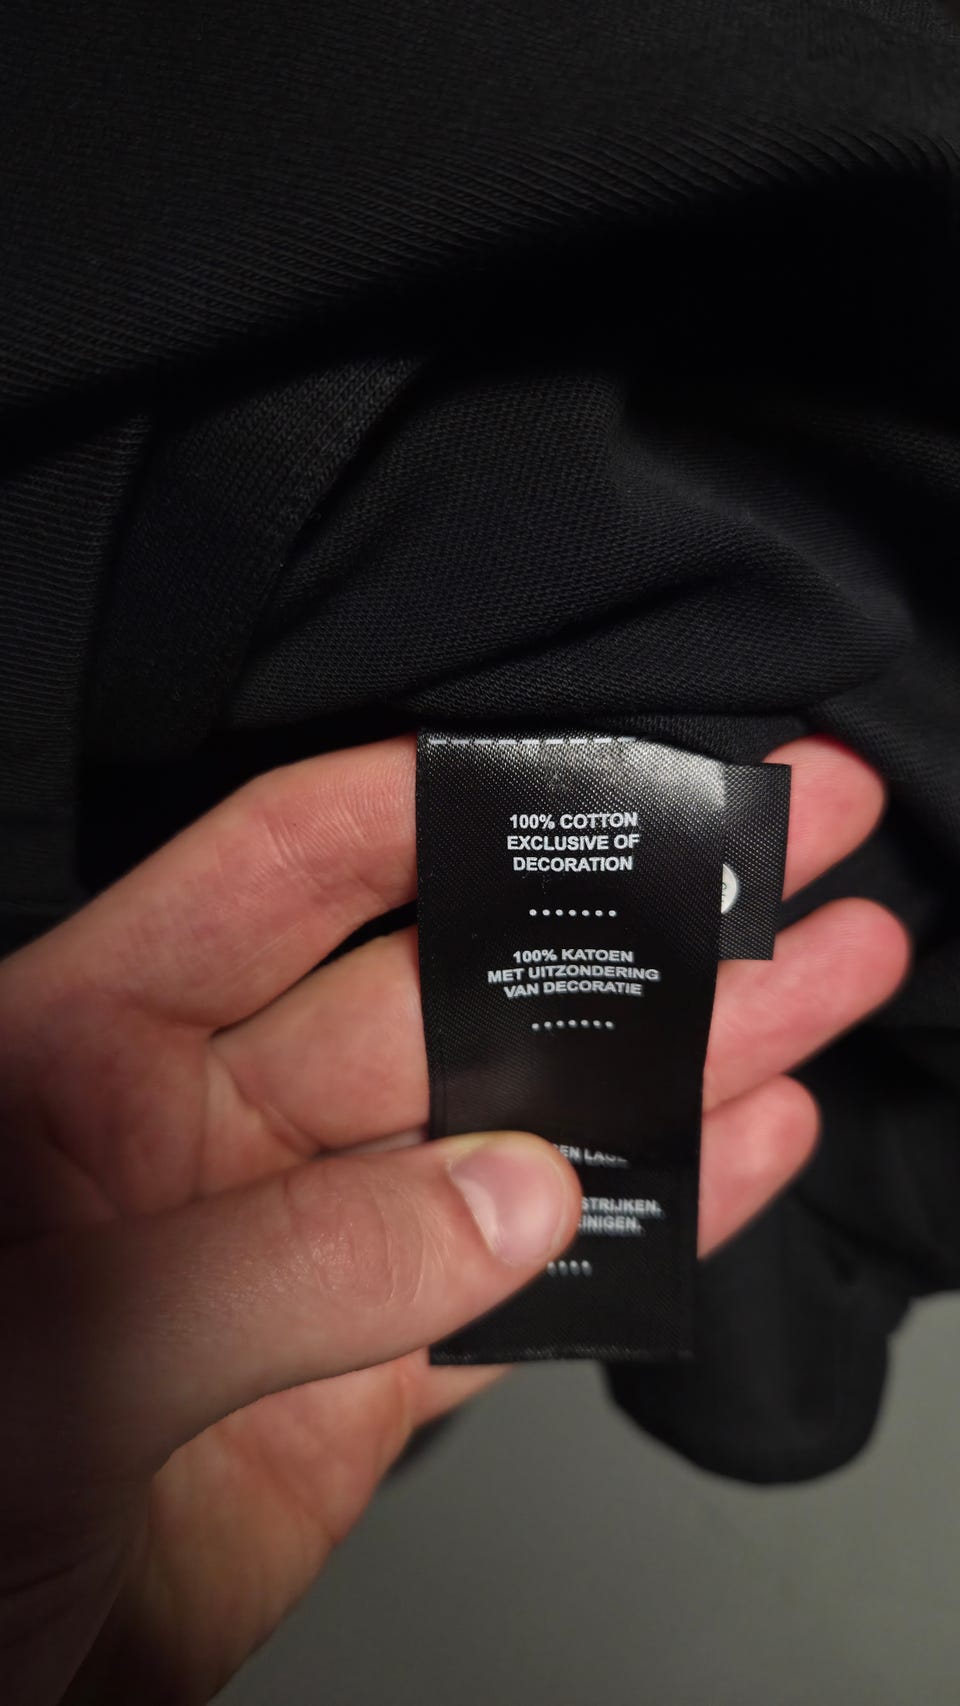 100% COTTON
EXCLUSIVE OF
DECORATION
100% KATOEN
MET UITZONDERING
VAN DECORATIE